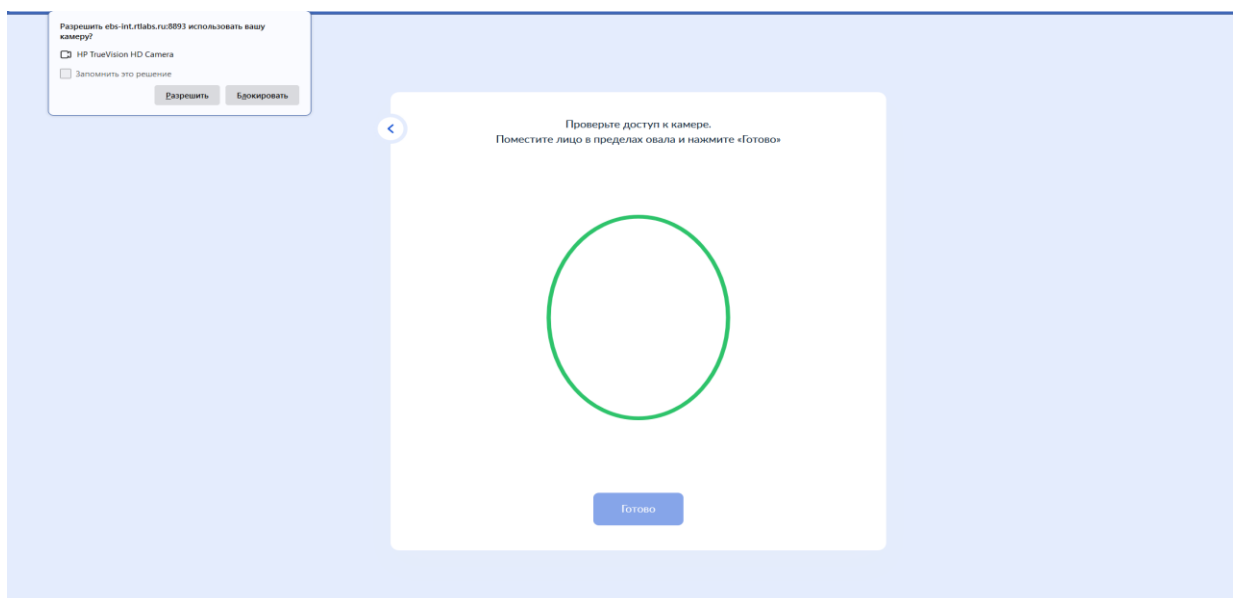 Разрешить ebs-int.rtlabs.ru:8893 использовать вашу
камеру?
HP TrueVision HD Camera
Запомнить это решение
Разрешить Блокировать
Проверьте доступ к камере.
Поместите лицо в пределах овала и нажмите «Готово»
Готово